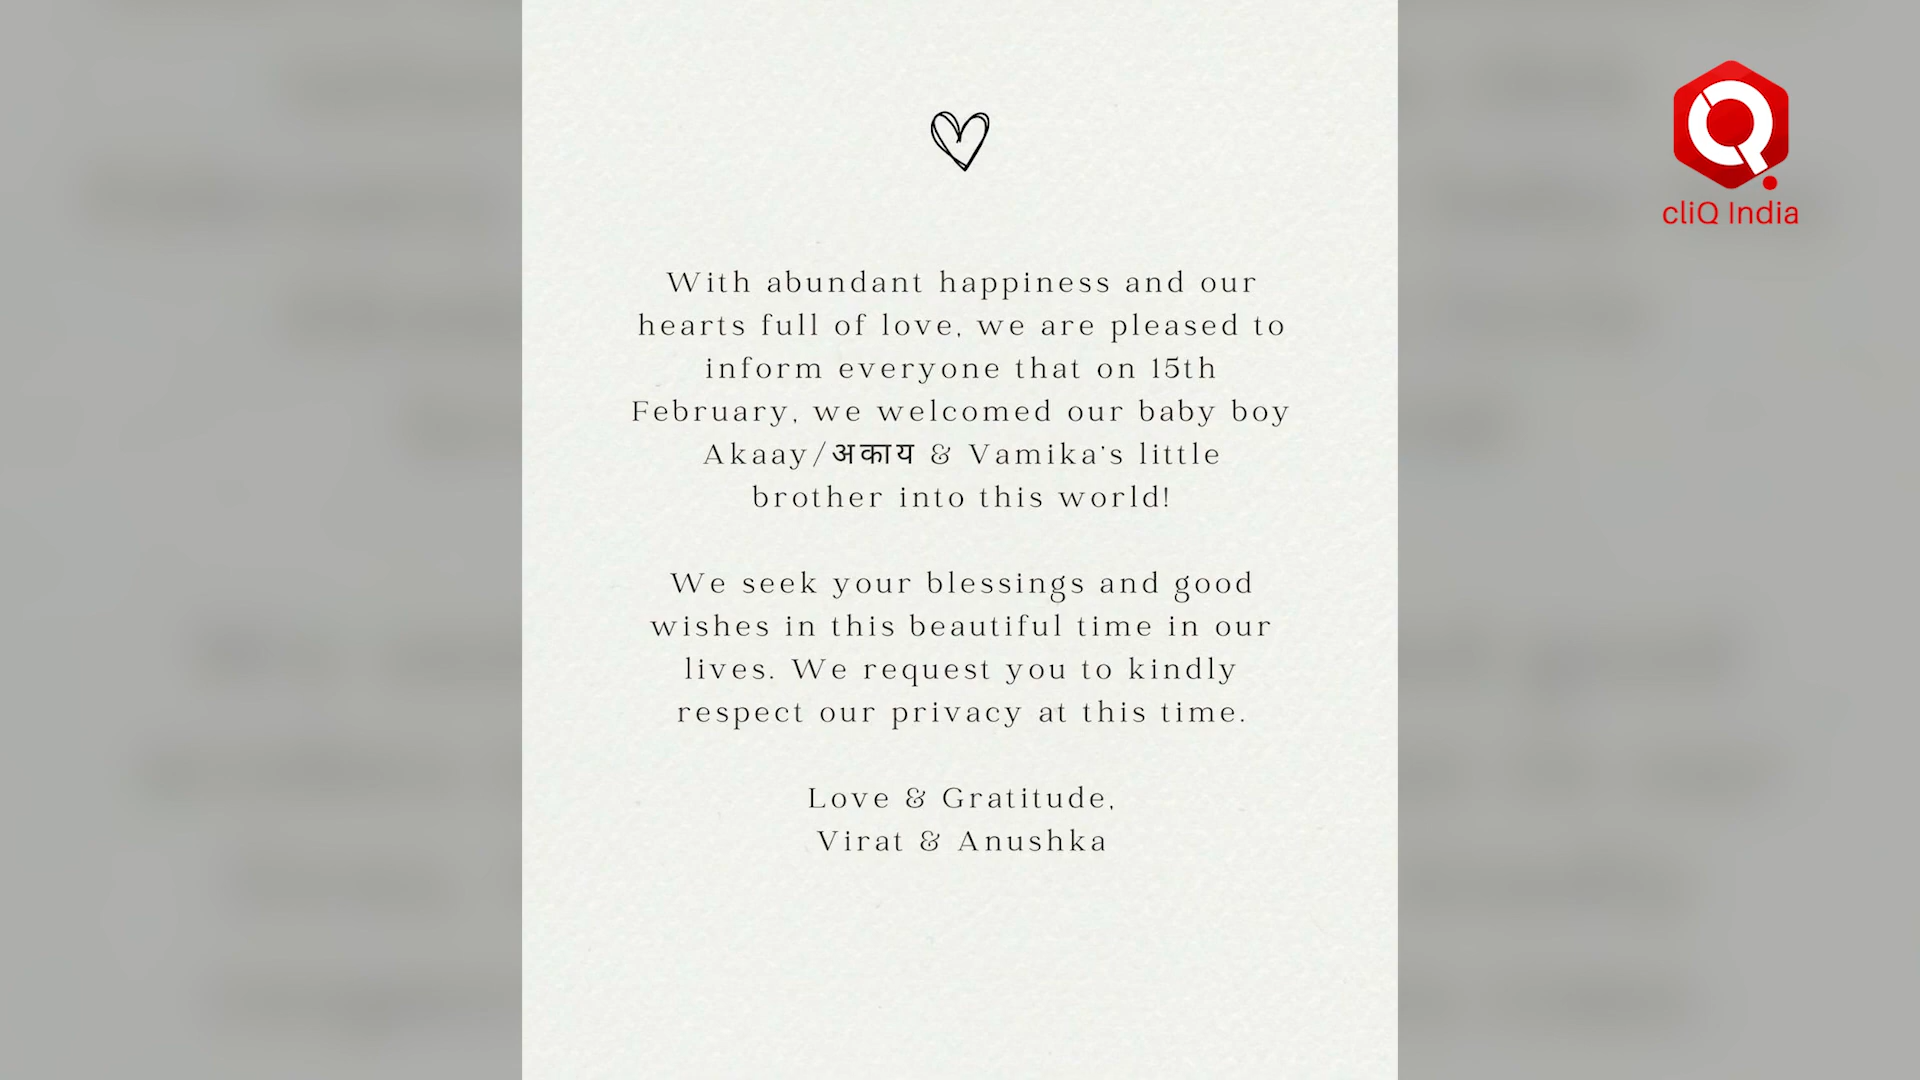 cliQ India
With abundant happiness and our
hearts full of love, we are pleased to
inform everyone that on 15th
February, we welcomed our baby boy
Akaay/अकाय & Vamika's little
brother into this world!
We seek your blessings and good
wishes in this beautiful time in our
lives. We request you to kindly
respect our privacy at this time.
Love & Gratitude,
Virat & Anushka